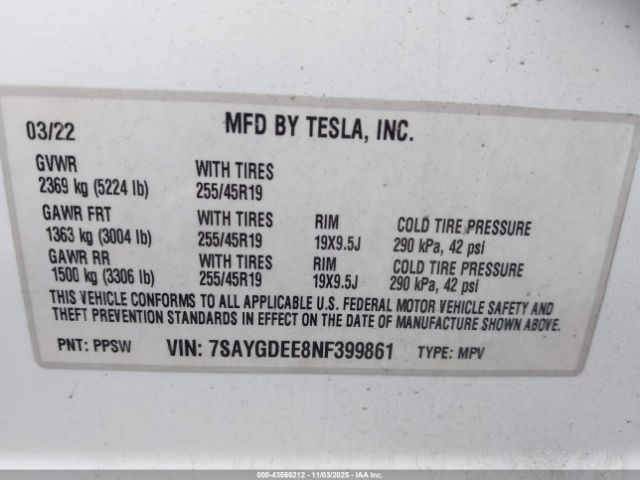 03/22 MFD BY TESLA, INC.
GVWR WITH TIRES
2369 kg (5224 lb) 255/45R19
GAWR FRT WITH TIRES RIM COLD TIRE PRESSURE
1363 kg (3004 lb) 255/45R19 19X9.5J 290 kPa, 42 psi
GAWR RR WITH TIRES RIM COLD TIRE PRESSURE
1500 kg (3306 lb) 255/45R19 19X9.5J 290 kPa, 42 psi
THIS VEHICLE CONFORMS TO ALL APPLICABLE U.S. FEDERAL MOTOR VEHICLE SAFETY AND
THEFT PREVENTION STANDARDS IN EFFECT ON THE DATE OF MANUFACTURE SHOWN ABOVE.
PNT: PPSW VIN: 7SAYGDEE8NF399861 TYPE: MPV
000-43566212 - 11/03/2025 - Copyright © 2025 IAA, Inc.